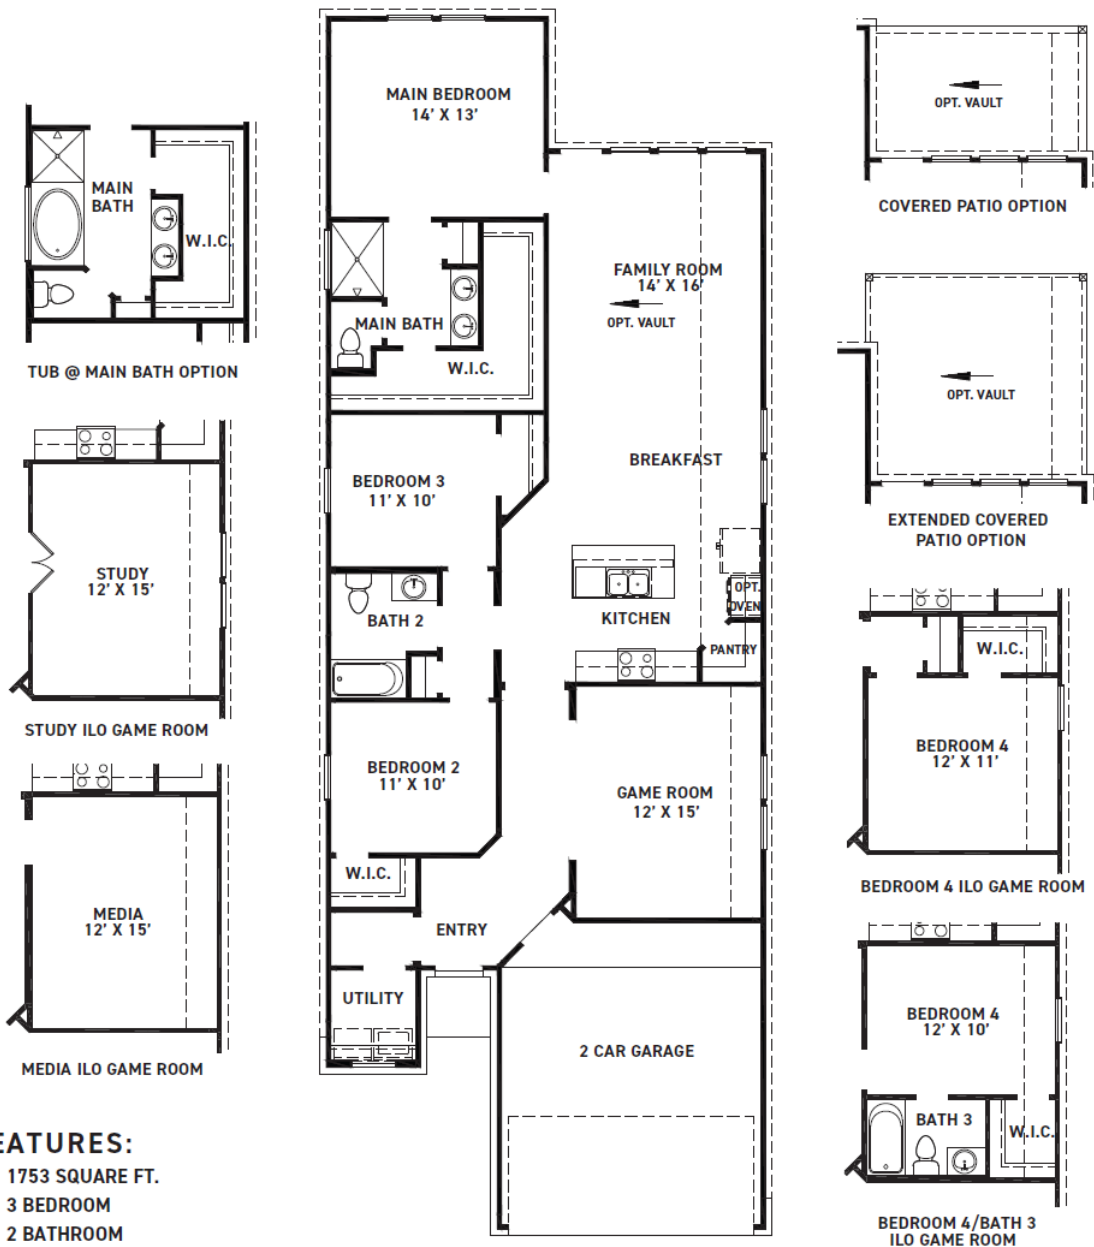 MAIN BEDROOM
14' X 13'
FAMILY ROOM
14' X 16'
OPT. VAULT
MAIN BATH
W.I.C.
BREAKFAST
BEDROOM 3
11' X 10'
OPT.
OVEN
KITCHEN
BATH 2
PANTRY
BEDROOM 2
11' X 10'
GAME ROOM
12' X 15'
W.I.C.
ENTRY
UTILITY
2 CAR GARAGE
MAIN
BATH
W.I.C.
TUB @ MAIN BATH OPTION
STUDY
12' X 15'
STUDY ILO GAME ROOM
MEDIA
12' X 15'
MEDIA ILO GAME ROOM
EATURES:
1753 SQUARE FT.
3 BEDROOM
2 BATHROOM
OPT. VAULT
COVERED PATIO OPTION
OPT. VAULT
EXTENDED COVERED
PATIO OPTION
W.I.C.
BEDROOM 4
12' X 11'
BEDROOM 4 ILO GAME ROOM
BEDROOM 4
12' X 10'
BATH 3
W.I.C.
BEDROOM 4/BATH 3
ILO GAME ROOM